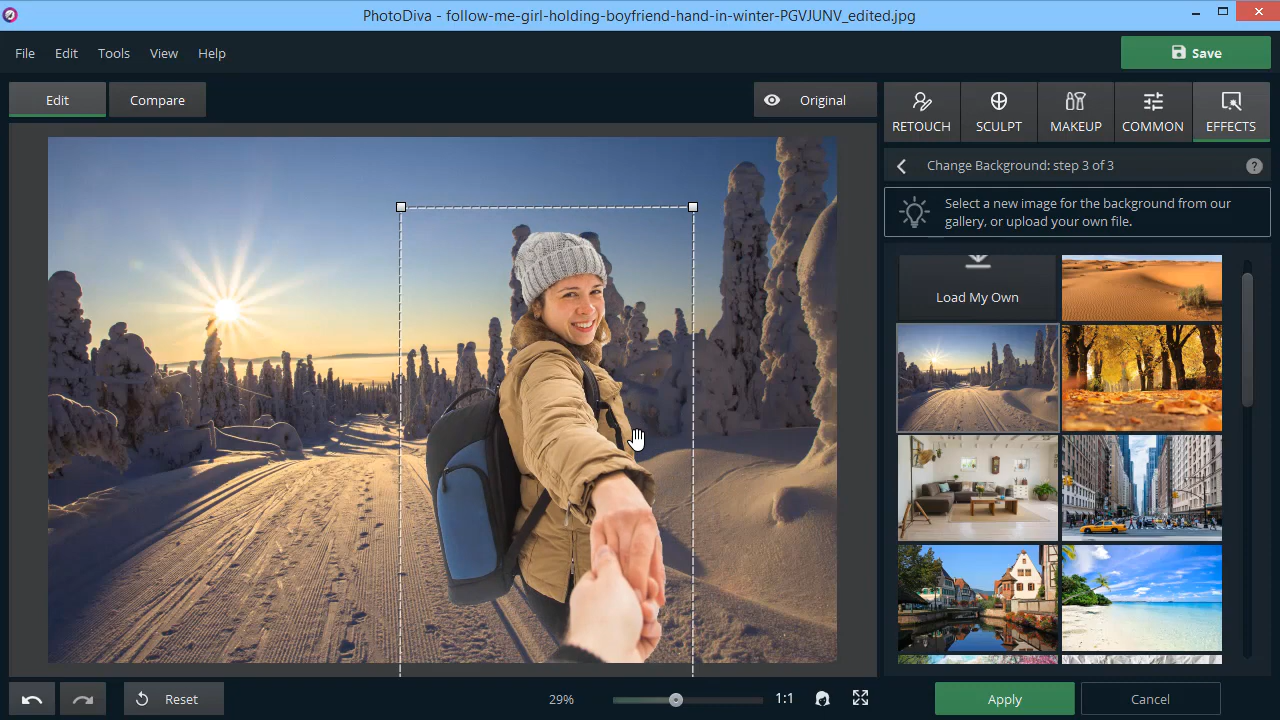 PhotoDiva - follow-me-girl-holding-boyfriend-hand-in-winter-PGVJUNV_edited.jpg
File Edit Tools View Help
Save
Edit Compare Original
RETOUCH SCULPT MAKEUP COMMON EFFECTS
Change Background: step 3 of 3 ?
Select a new image for the background from our
gallery, or upload your own file.
Load My Own
Reset 29% 1:1 Apply Cancel